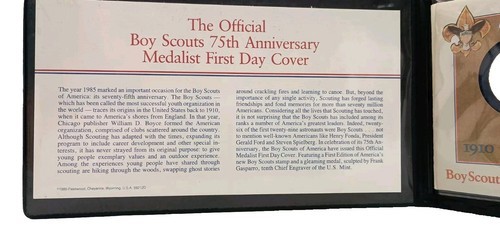 The Official
Boy Scouts 75th Anniversary
Medalist First Day Cover
The year 1985 marked an important occasion for the Boy Scouts
of America: its seventy-fifth anniversary. The Boy Scouts —
which has been called the most successful youth organization in
the world — traces its origin in the United States back to 1910,
when it came to America's shores from England. In that year,
Chicago publisher William D. Boyce formed the American
organization, comprised of clubs scattered around the country.
Although Scouting has adapted with the times, expanding its
program to include career development and other special in-
terests, it has never strayed from its original purpose: to give
young people exemplary values and an outdoor experience.
Among the experiences young people have shared through
scouting are hiking through the woods, swapping ghost stories
around crackling fires and learning to canoe. But, beyond the
importance of any single activity, Scouting has forged lasting
friendships and fond memories for more than seventy million
Americans. Considering all the lives that Scouting has touched,
it is not surprising that the Boy Scouts has included among its
ranks a number of America's greatest leaders. Indeed, twenty-
six of the first twenty-nine astronauts were Boy Scouts . . . not
to mention well-known Americans like Henry Fonda, President
Gerald Ford and Steven Spielberg. In celebration of its 75th An-
niversary, the Boy Scouts of America have issued this Official
Medalist First Day Cover. Featuring a First Edition of America's
new Boy Scouts stamp and a gleaming medal, sculpted by Frank
Gasparro, tenth Chief Engraver of the U.S. Mint.
1910
Boy Scout